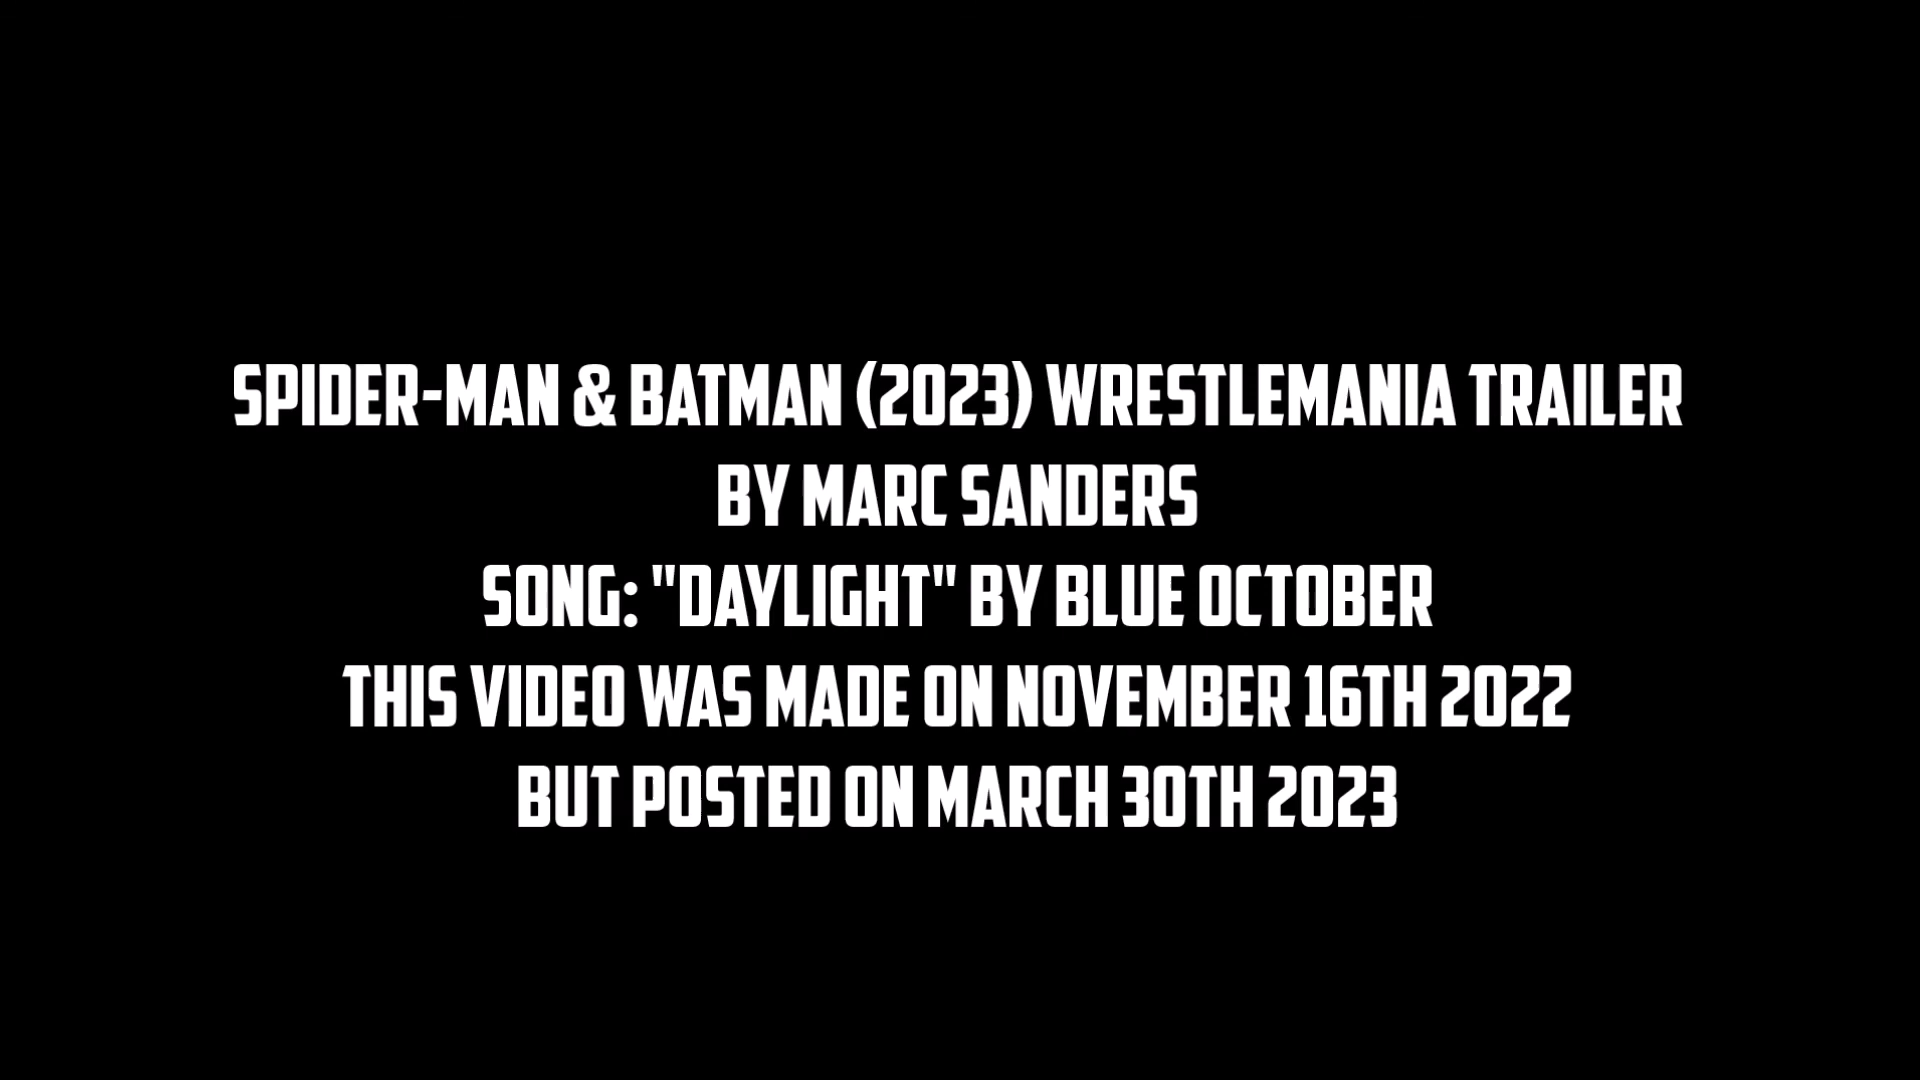 SPIDER-MAN & BATMAN (2023) WRESTLEMANIA TRAILER
BY MARC SANDERS
SONG: "DAYLIGHT" BY BLUE OCTOBER
THIS VIDEO WAS MADE ON NOVEMBER 16TH 2022
BUT POSTED ON MARCH 30TH 2023